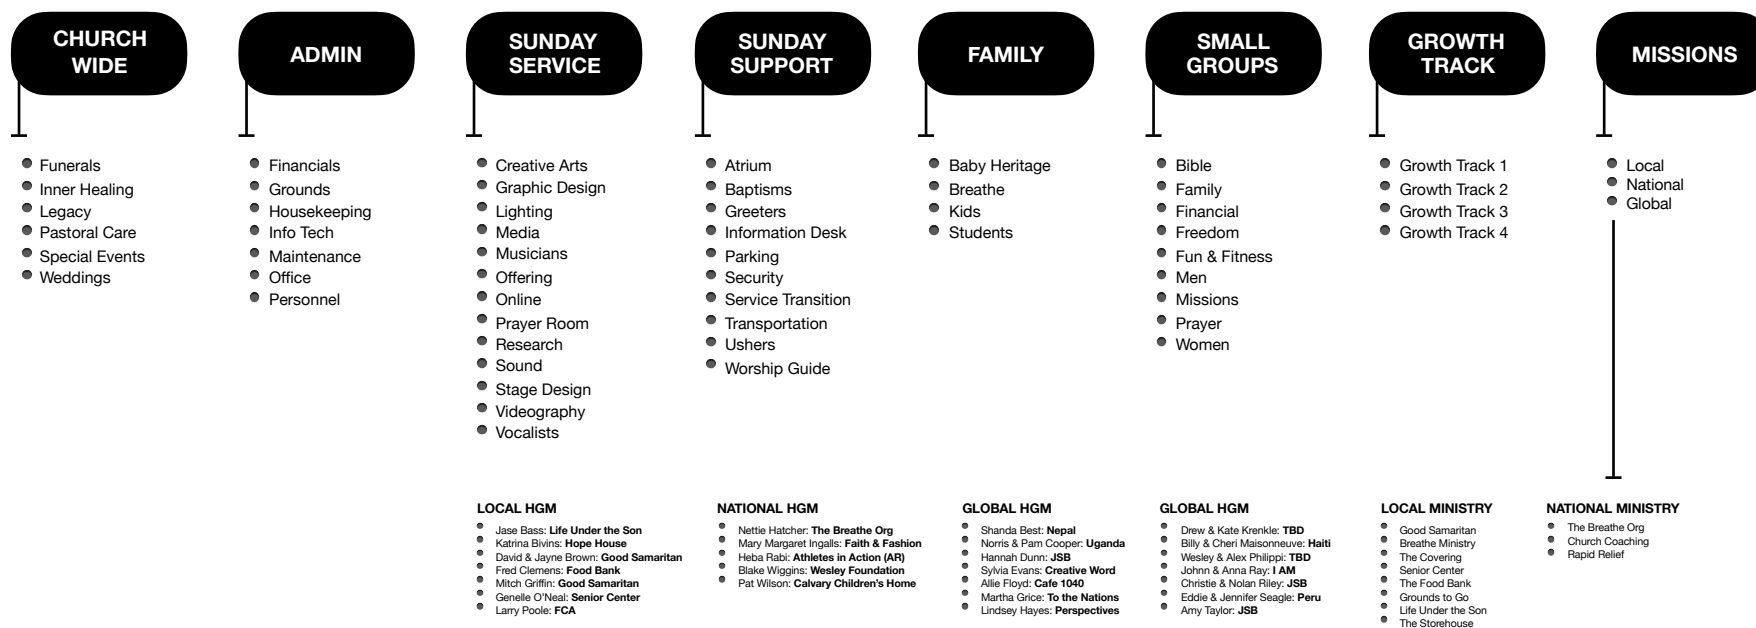 CHURCH
WIDE
Funerals
Inner Healing
Legacy
Pastoral Care
Special Events
Weddings
ADMIN
Financials
Grounds
Housekeeping
Info Tech
Maintenance
Office
Personnel
SUNDAY
SERVICE
Creative Arts
Graphic Design
Lighting
Media
Musicians
Offering
Online
Prayer Room
Research
Sound
Stage Design
Videography
Vocalists
SUNDAY
SUPPORT
Atrium
Baptisms
Greeters
Information Desk
Parking
Security
Service Transition
Transportation
Ushers
Worship Guide
FAMILY
Baby Heritage
Breathe
Kids
Students
SMALL
GROUPS
Bible
Family
Financial
Freedom
Fun & Fitness
Men
Missions
Prayer
Women
GROWTH
TRACK
Growth Track 1
Growth Track 2
Growth Track 3
Growth Track 4
MISSIONS
Local
National
Global
LOCAL HGM
Jase Bass: Life Under the Son
Katrina Bivins: Hope House
David & Jayne Brown: Good Samaritan
Fred Clemens: Food Bank
Mitch Griffin: Good Samaritan
Genelle O'Neal: Senior Center
Larry Poole: FCA
NATIONAL HGM
Nettie Hatcher: The Breathe Org
Mary Margaret Ingalls: Faith & Fashion
Heba Rabi: Athletes in Action (AR)
Blake Wiggins: Wesley Foundation
Pat Wilson: Calvary Children's Home
GLOBAL HGM
Shanda Best: Nepal
Norris & Pam Cooper: Uganda
Hannah Dunn: JSB
Sylvia Evans: Creative Word
Allie Floyd: Cafe 1040
Martha Grice: To the Nations
Lindsey Hayes: Perspectives
GLOBAL HGM
Drew & Kate Krenkle: TBD
Billy & Cheri Maisonneuve: Haiti
Wesley & Alex Philippi: TBD
Johnn & Anna Ray: I AM
Christie & Nolan Riley: JSB
Eddie & Jennifer Seagle: Peru
Amy Taylor: JSB
LOCAL MINISTRY
Good Samaritan
Breathe Ministry
The Covering
Senior Center
The Food Bank
Grounds to Go
Life Under the Son
The Storehouse
NATIONAL MINISTRY
The Breathe Org
Church Coaching
Rapid Relief